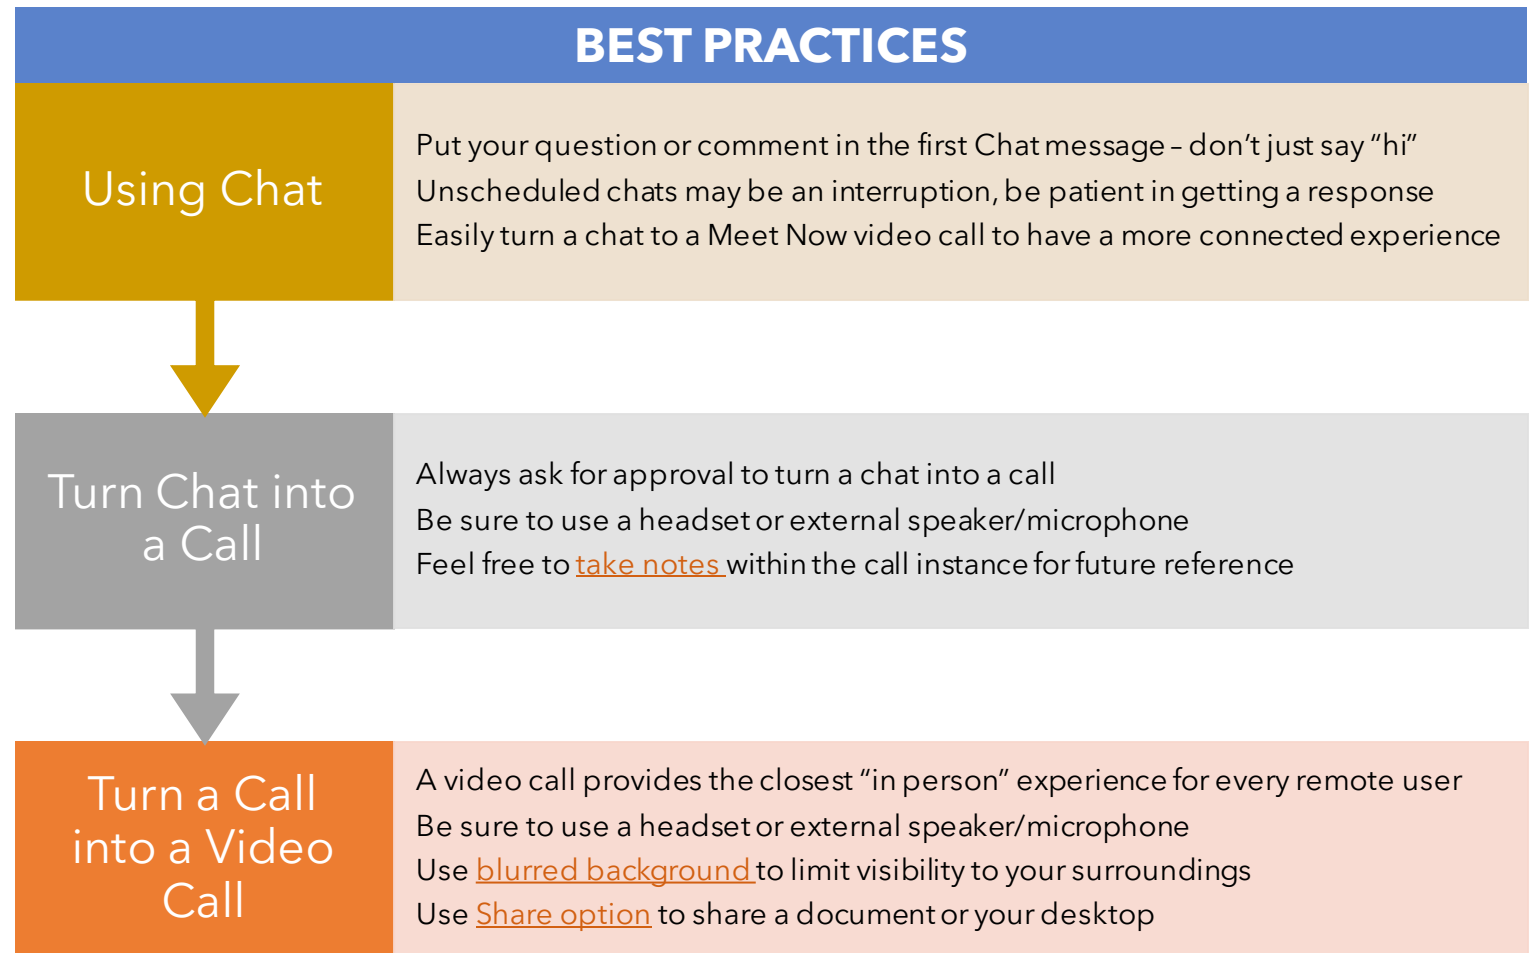 BEST PRACTICES
Using Chat
Put your question or comment in the first Chat message – don’t just say “hi”
Unscheduled chats may be an interruption, be patient in getting a response
Easily turn a chat to a Meet Now video call to have a more connected experience
Turn Chat into
a Call
Always ask for approval to turn a chat into a call
Be sure to use a headset or external speaker/microphone
Feel free to take notes within the call instance for future reference
Turn a Call
into a Video
Call
A video call provides the closest “in person” experience for every remote user
Be sure to use a headset or external speaker/microphone
Use blurred background to limit visibility to your surroundings
Use Share option to share a document or your desktop